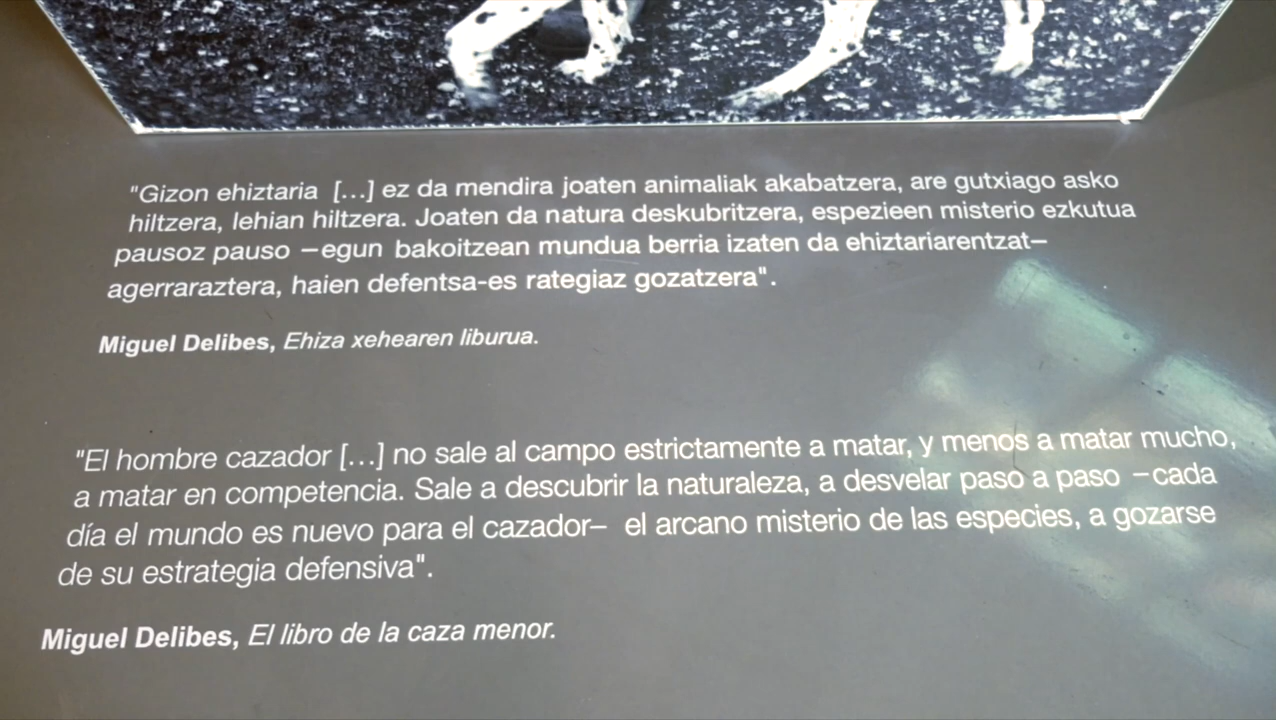 "Gizon ehiztaria [...] ez da mendira joaten animaliak akabatzera, are gutxiago asko
hiltzera, lehian hiltzera. Joaten da natura deskubritzera, espezieen misterio ezkutua
pausoz pauso –egun bakoitzean mundua berria izaten da ehiztariarentzat–
agerraraztera, haien defentsa-es rategiaz gozatzera".
Miguel Delibes, Ehiza xehearen liburua.
"El hombre cazador [...] no sale al campo estrictamente a matar, y menos a matar mucho,
a matar en competencia. Sale a descubrir la naturaleza, a desvelar paso a paso –cada
día el mundo es nuevo para el cazador– el arcano misterio de las especies, a gozarse
de su estrategia defensiva".
Miguel Delibes, El libro de la caza menor.